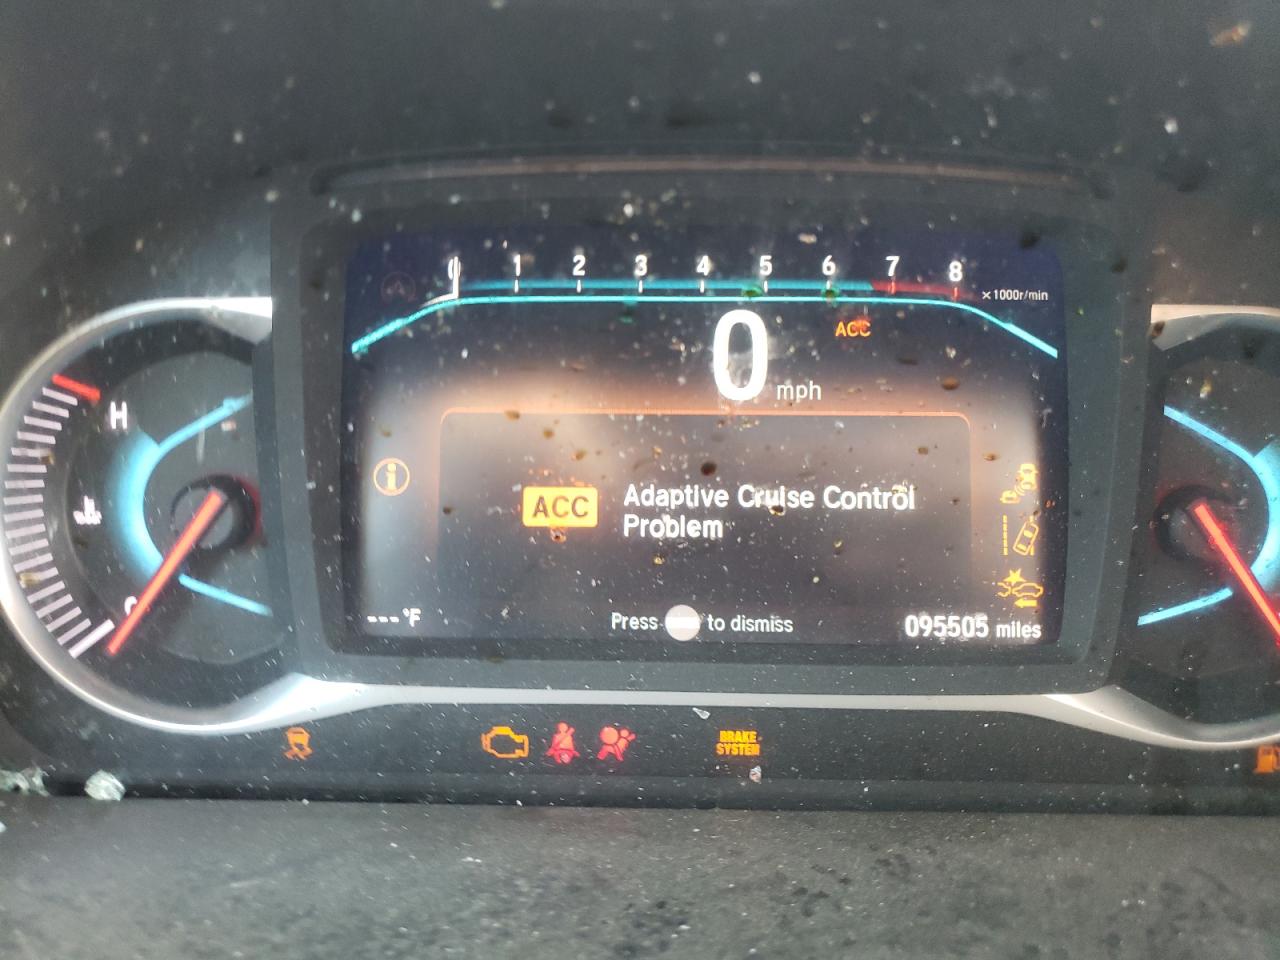 0 1 2 3 4 5 6 7 8
×1000r/min
0 mph
ACC
H
ACC
Adaptive Cruise Control
Problem
---°F
Press
to dismiss
095505 miles
BRAKE
SYSTEM